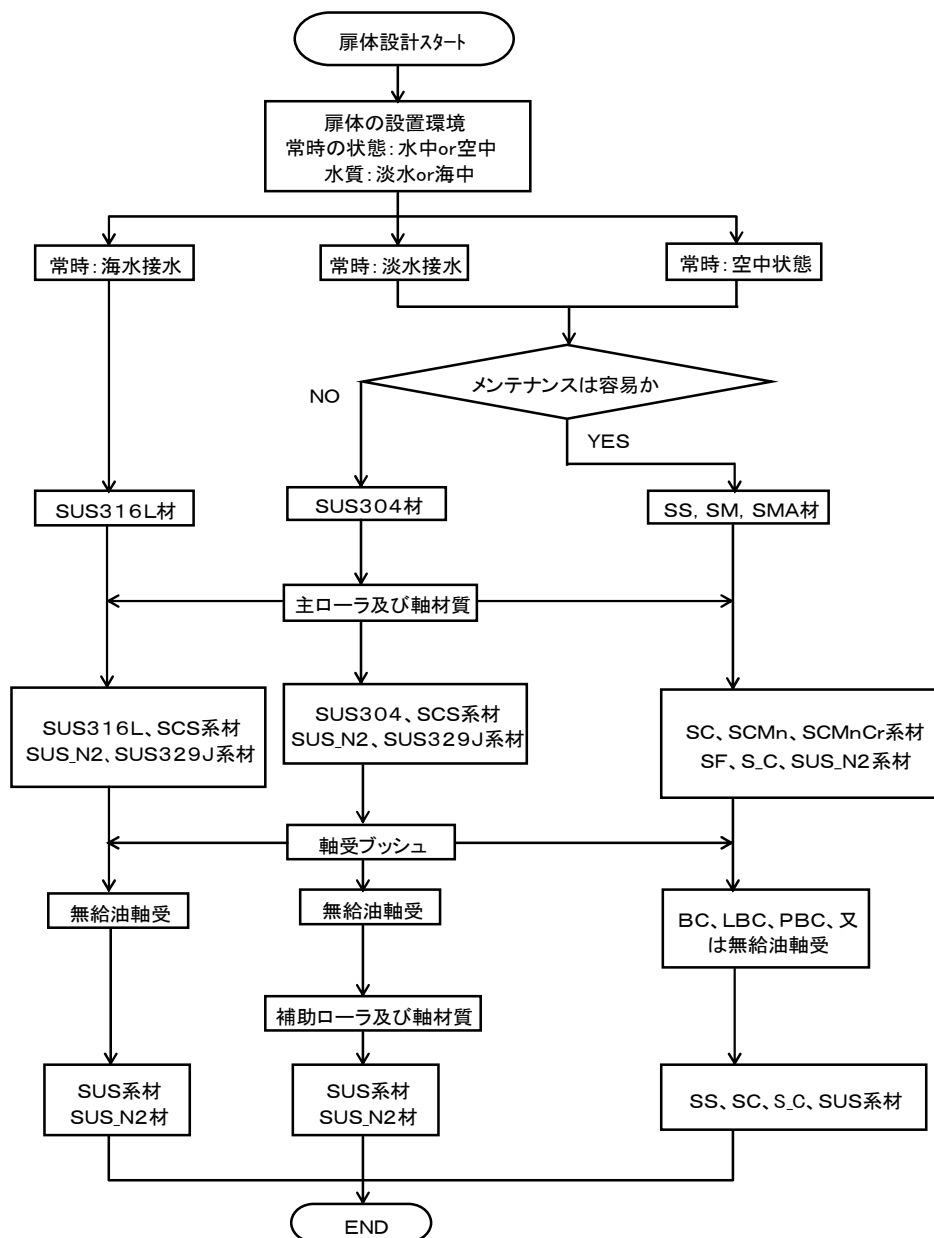 扉体設計スタート
扉体の設置環境
常時の状態:水中or空中
水質:淡水or海中
常時:海水接水
常時:淡水接水
常時:空中状態
メンテナンスは容易か
NO
YES
SUS316L材
SUS304材
SS, SM, SMA材
主ローラ及び軸材質
SUS316L、SCS系材
SUS_N2、SUS329J系材
SUS304、SCS系材
SUS_N2、SUS329J系材
SC、SCMn、SCMnCr系材
SF、S_C、SUS_N2系材
軸受ブッシュ
無給油軸受
無給油軸受
BC、LBC、PBC、又
は無給油軸受
補助ローラ及び軸材質
SUS系材
SUS_N2材
SUS系材
SUS_N2材
SS、SC、S_C、SUS系材
END